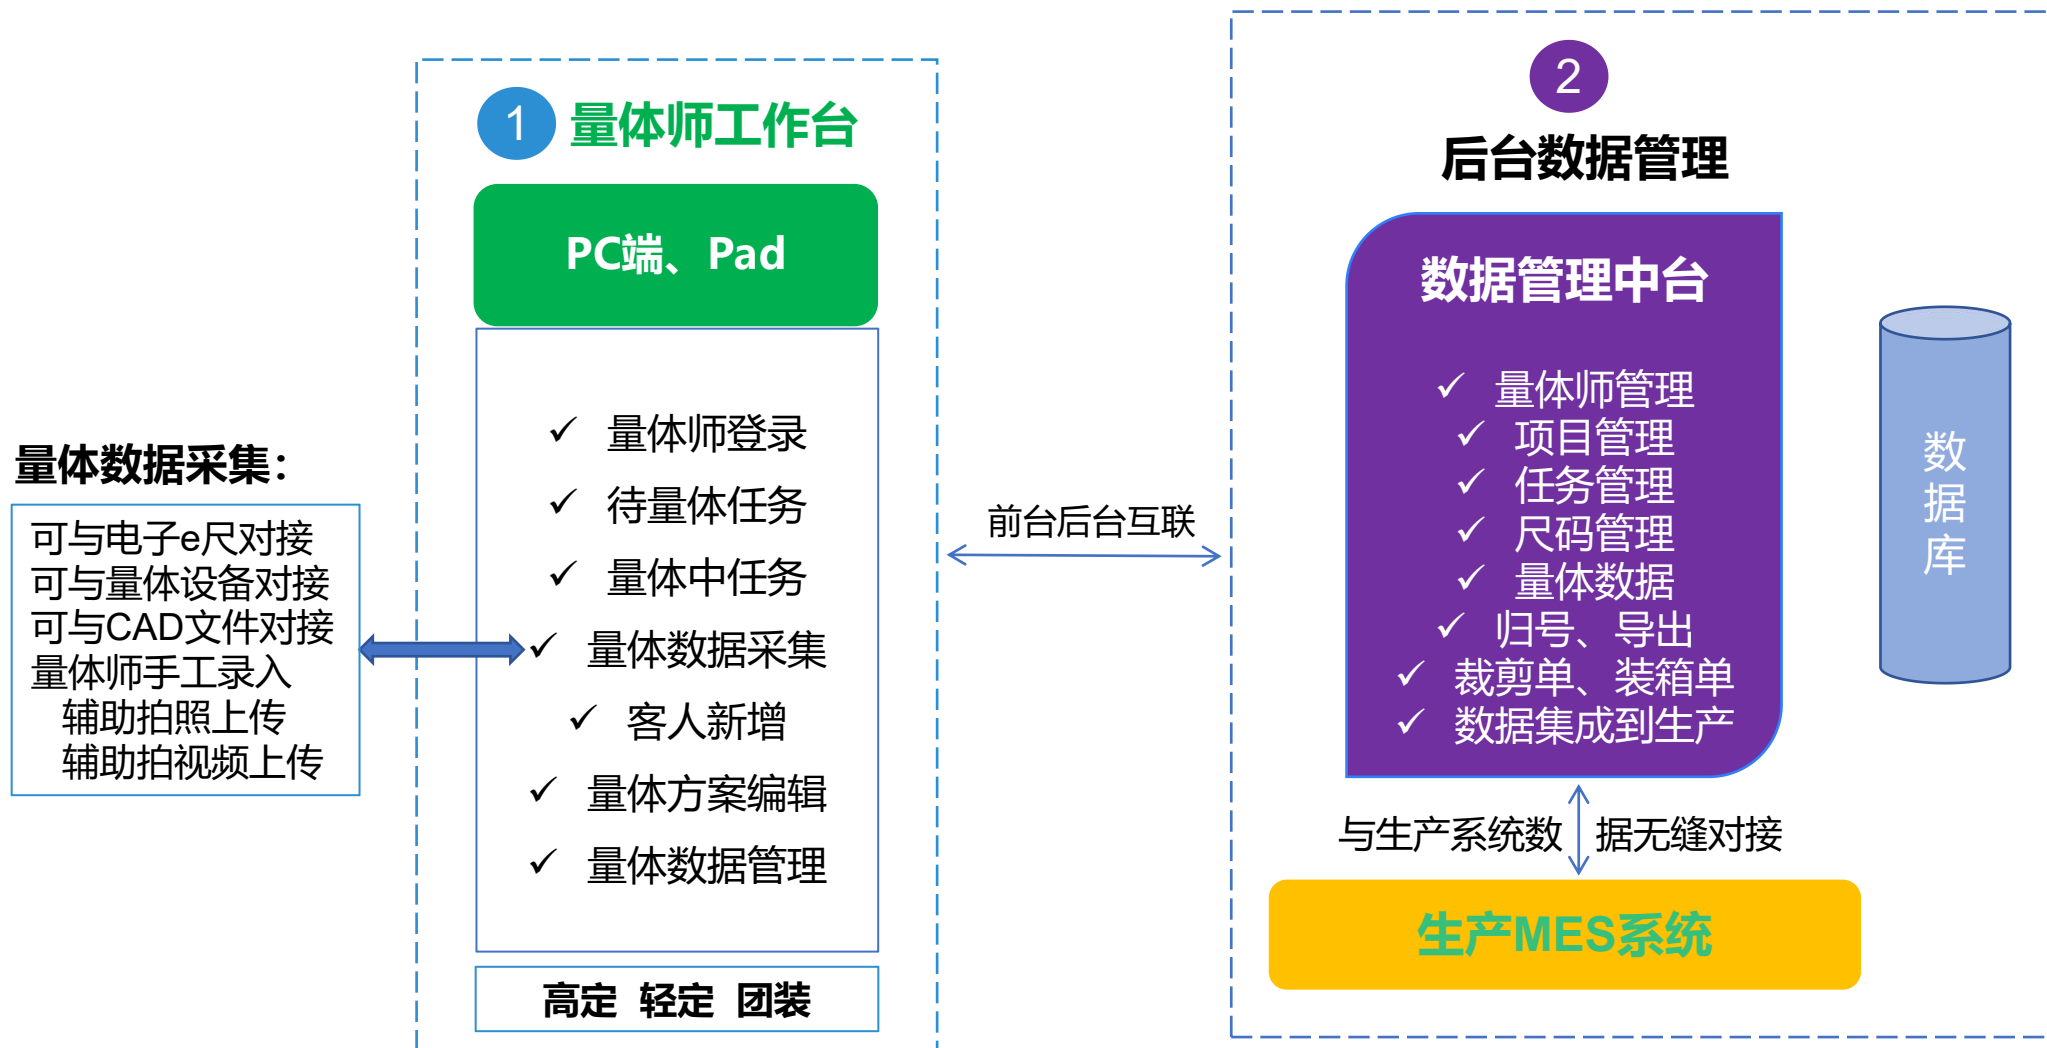 量体数据采集：
可与电子e尺对接
可与量体设备对接
可与CAD文件对接
量体师手工录入
辅助拍照上传
辅助拍视频上传
1 量体师工作台
PC端、Pad
✓ 量体师登录
✓ 待量体任务
✓ 量体中任务
✓ 量体数据采集
✓ 客人新增
✓ 量体方案编辑
✓ 量体数据管理
高定 轻定 团装
前台后台互联
2
后台数据管理
数据管理中台
✓ 量体师管理
✓ 项目管理
✓ 任务管理
✓ 尺码管理
✓ 量体数据
✓ 归号、导出
✓ 裁剪单、装箱单
✓ 数据集成到生产
与生产系统数 据无缝对接
生产MES系统
数
据
库